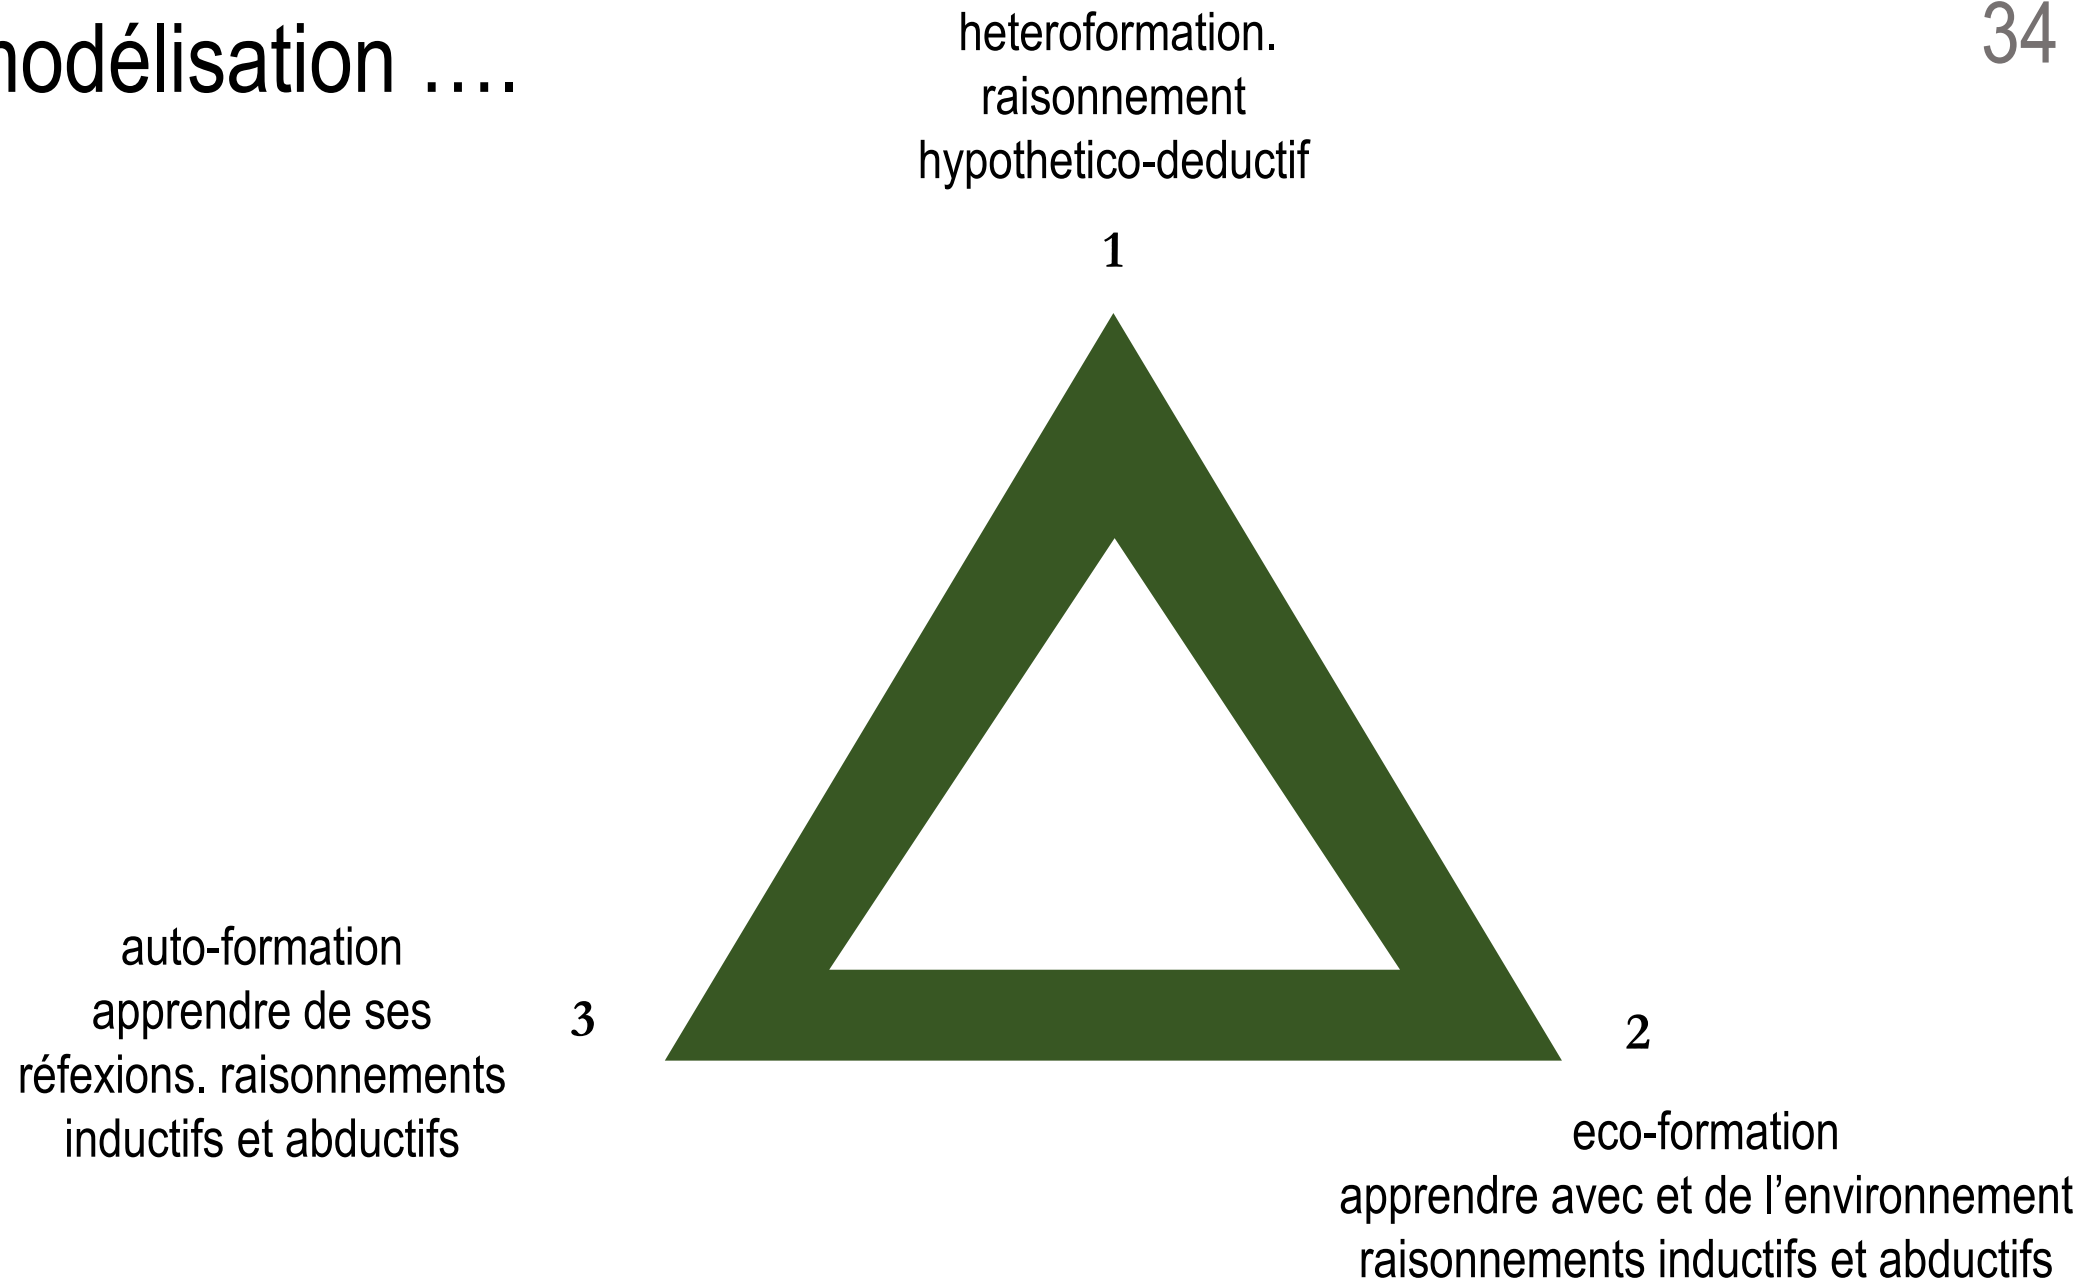 nodélisation ....
34
heteroformation.
raisonnement
hypothetico-deductif
1
auto-formation
apprendre de ses
réfexions. raisonnements
inductifs et abductifs
3
2
eco-formation
apprendre avec et de l’environnement
raisonnements inductifs et abductifs